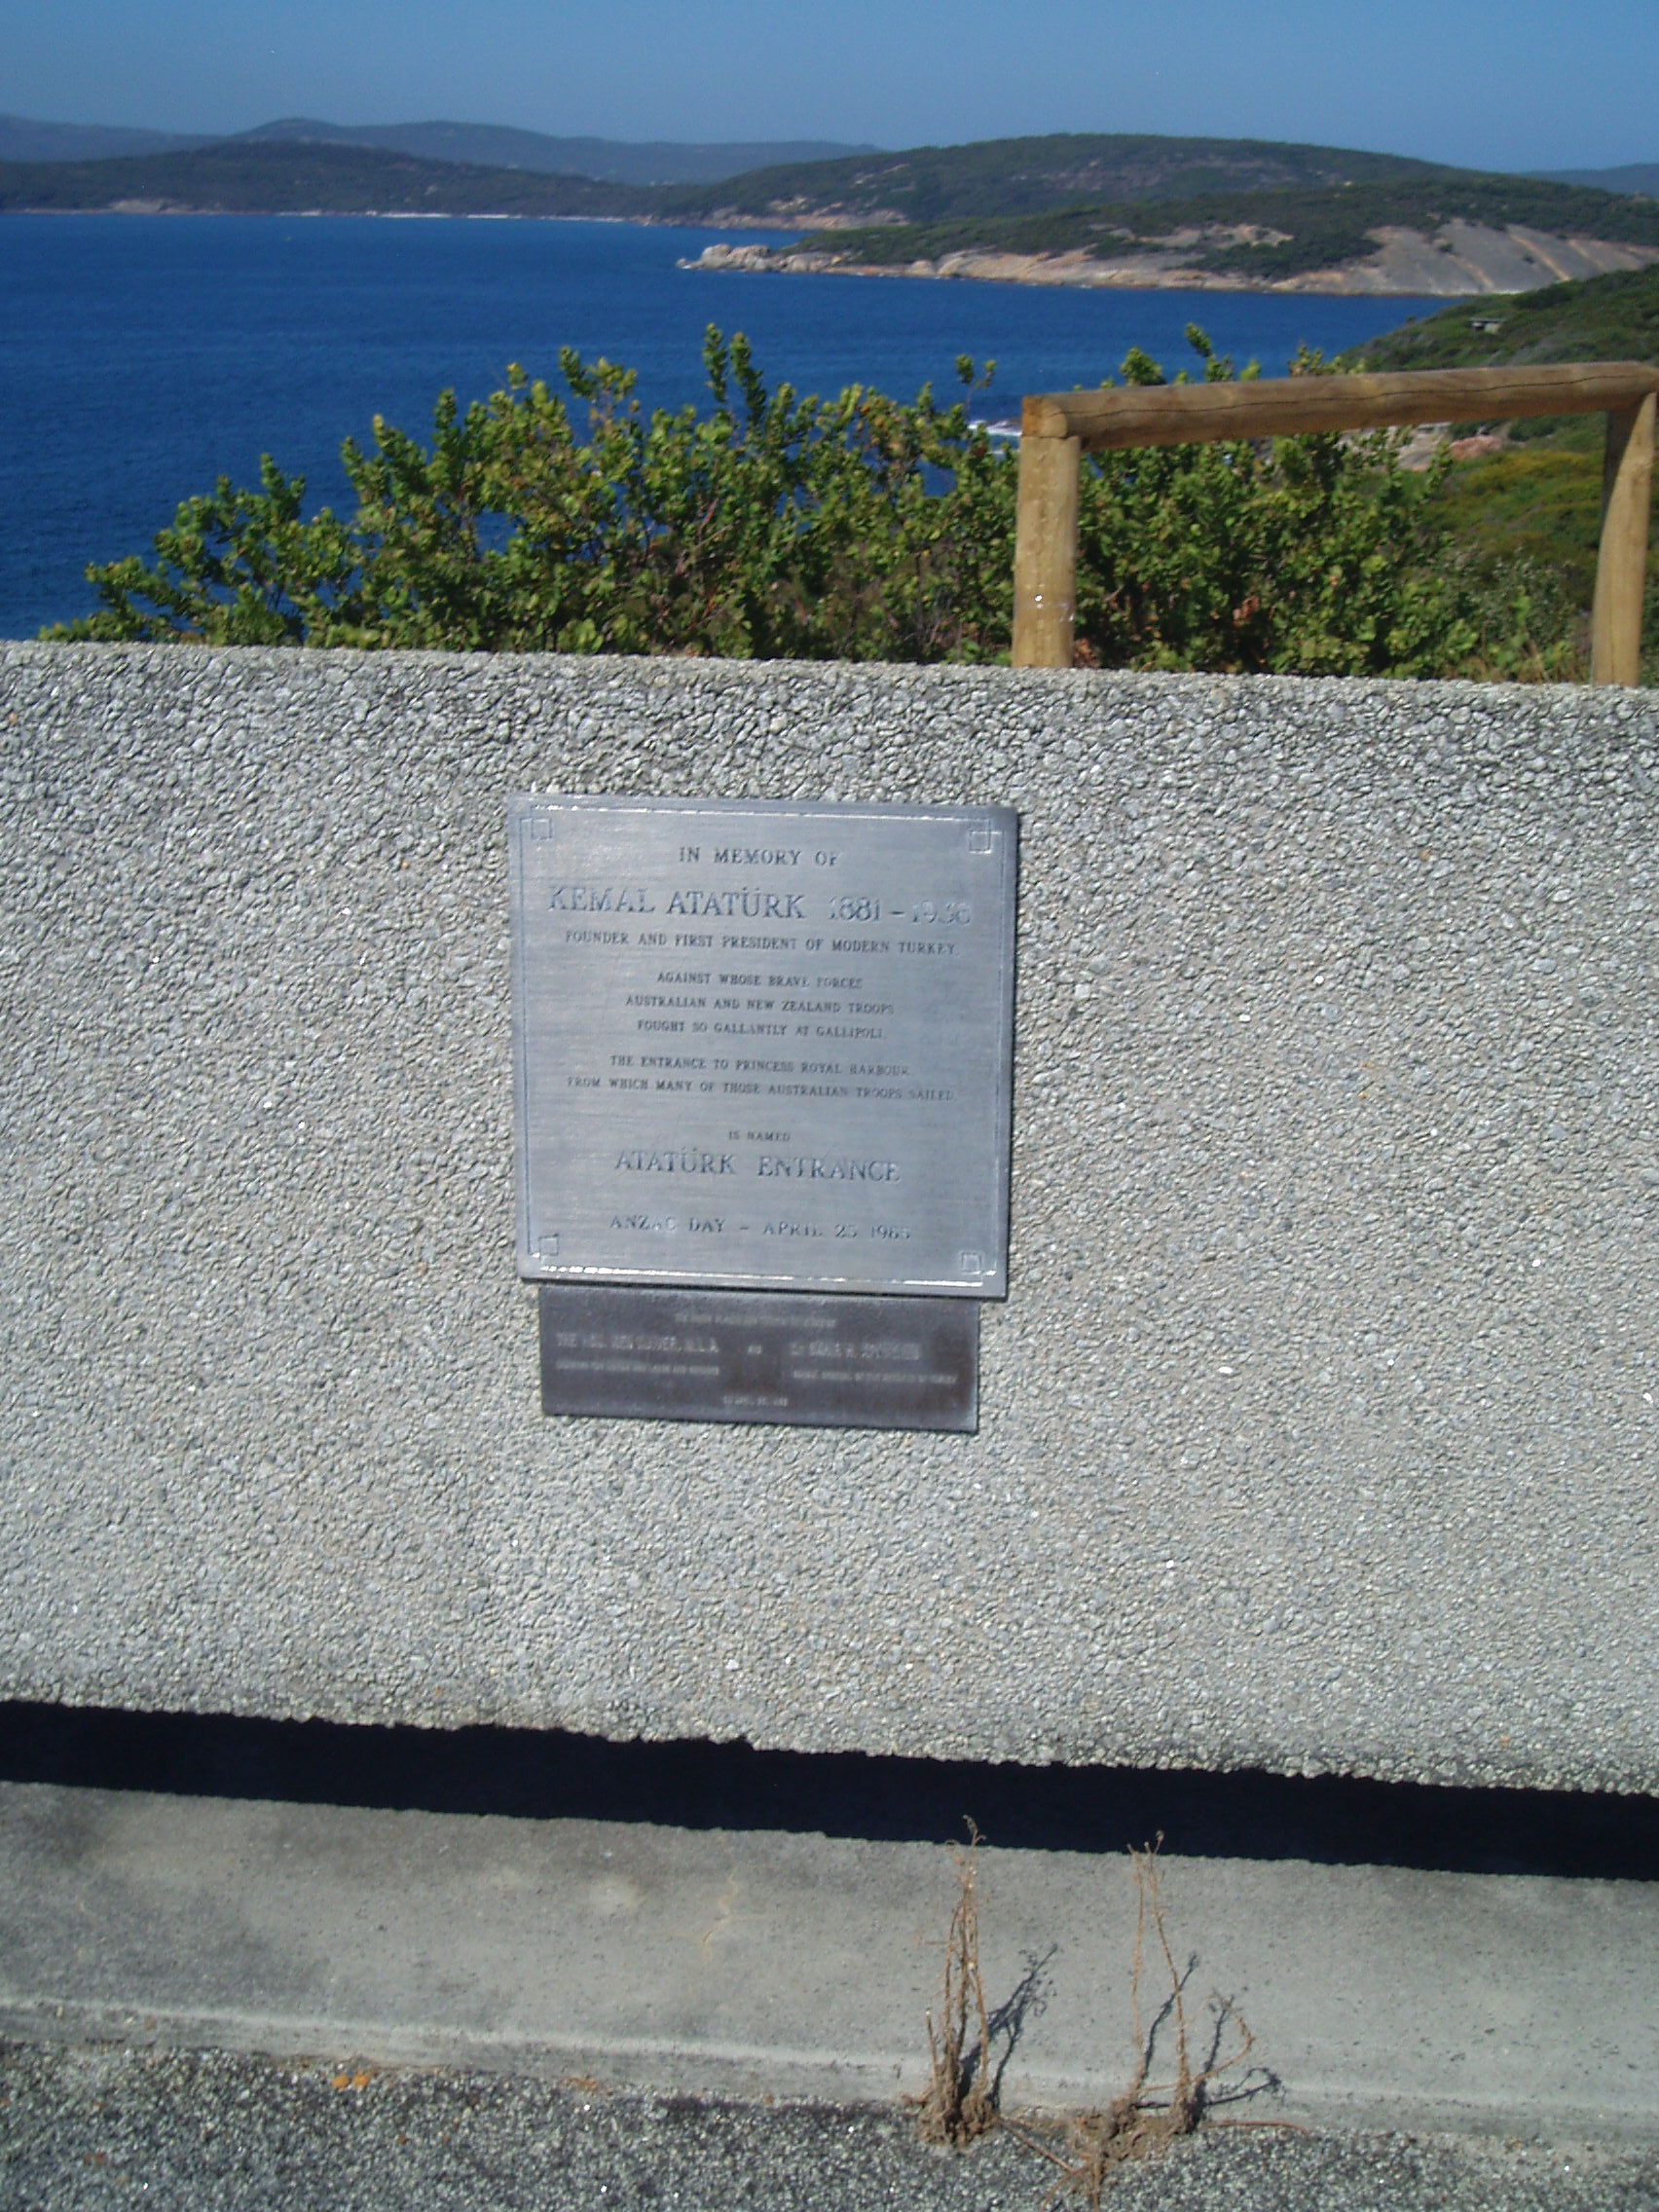 IN MEMORY OF
KEMAL ATATÜRK 1881 – 1938
FOUNDER AND FIRST PRESIDENT OF MODERN TURKEY
AGAINST WHOSE BRAVE FORCES
AUSTRALIAN AND NEW ZEALAND TROOPS
FOUGHT SO GALLANTLY AT GALLIPOLI.
THE ENTRANCE TO PRINCESS ROYAL HARBOUR
FROM WHICH MANY OF THOSE AUSTRALIAN TROOPS SAILED,
IS NAMED
ATATÜRK ENTRANCE
ANZAC DAY – APRIL 25 1985
THE HON.